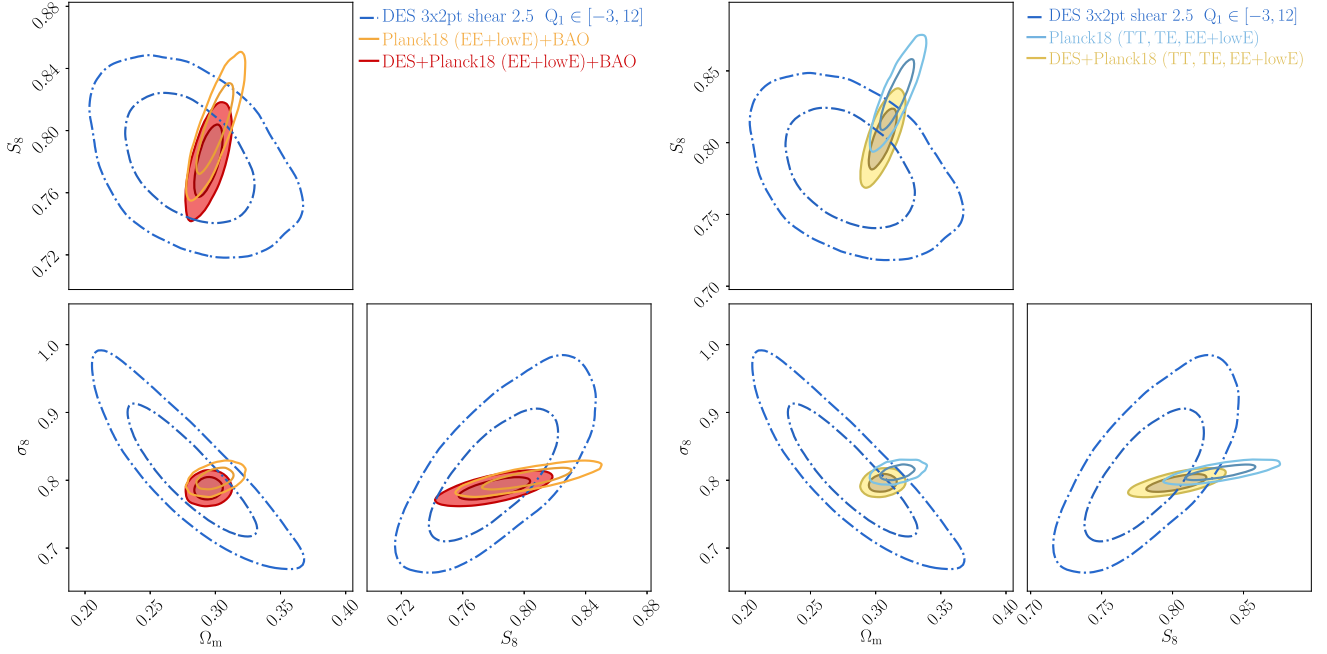 DES 3x2pt shear 2.5 Q₁ ∈ [−3, 12]
Planck18 (EE+lowE)+BAO
DES+Planck18 (EE+lowE)+BAO
0.88
0.84
0.80
0.76
0.72
S₈
1.0
0.9
0.8
0.7
σ₈
0.20
0.25
0.30
0.35
0.40
Ωₘ
0.72
0.76
0.80
0.84
0.88
S₈
DES 3x2pt shear 2.5 Q₁ ∈ [−3, 12]
Planck18 (TT, TE, EE+lowE)
DES+Planck18 (TT, TE, EE+lowE)
0.85
0.80
0.75
0.70
S₈
1.0
0.9
0.8
0.7
σ₈
0.20
0.25
0.30
0.35
0.40
Ωₘ
0.70
0.75
0.80
0.85
S₈